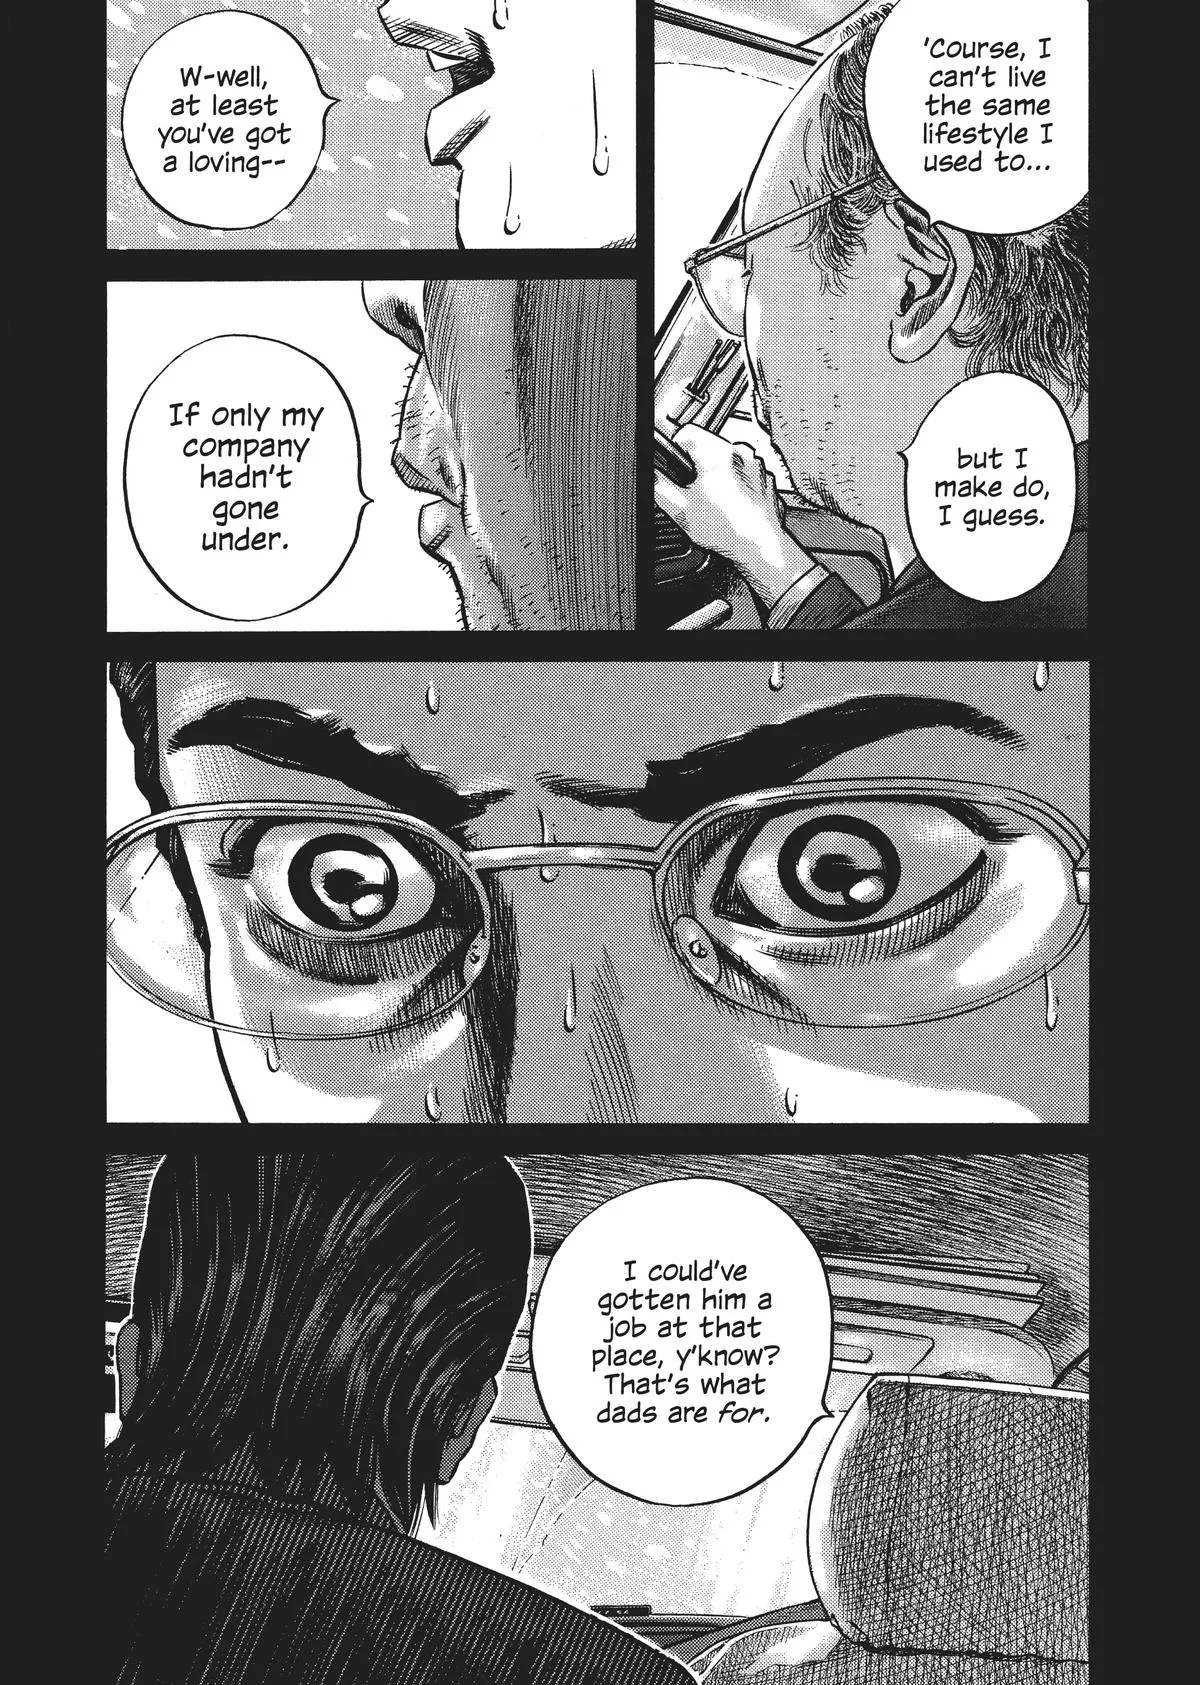 'Course, I
can't live
the same
lifestyle I
used to...
but I
make do,
I guess.
W-well,
at least
you've got
a loving--
If only my
company
hadn't
gone
under.
I could've
gotten him a
job at that
place, y'know?
That's what
dads are for.